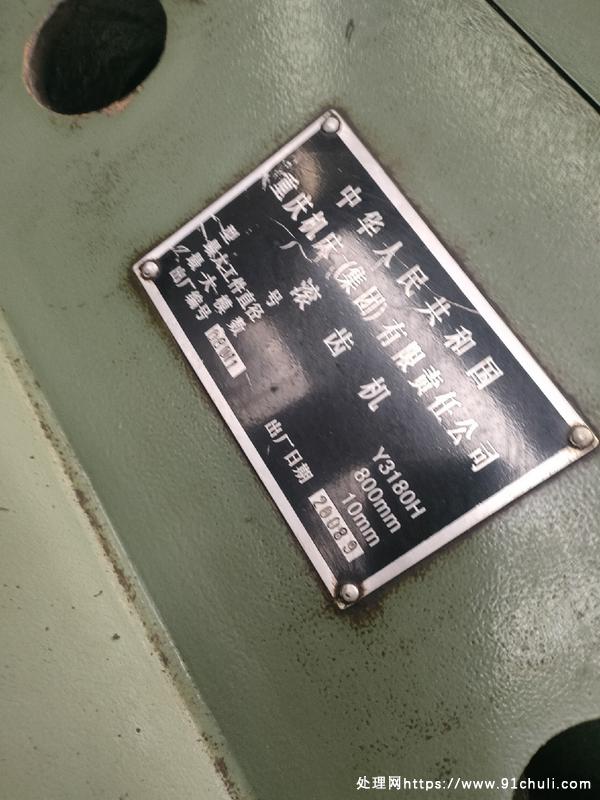 中华人民共和国
重庆机床(集团)有限责任公司
滚齿机
型号 Y3180H
最大工件直径 800mm
最大模数 10mm
出厂编号 出厂日期 20089
处理网https://www.91chuli.com